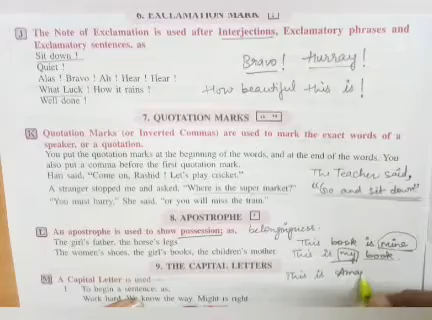 6. EXCLAMATION MARK !
J The Note of Exclamation is used after Interjections, Exclamatory phrases and
Exclamatory sentences, as
Sit down !
Quiet !
Alas ! Bravo ! Ah ! Hear ! Hear !
What Luck ! How it rains !
Well done !
Bravo ! Hurray !
How beautiful this is !
7. QUOTATION MARKS “ ”
K Quotation Marks (or Inverted Commas) are used to mark the exact words of a
speaker, or a quotation.
You put the quotation marks at the beginning of the words, and at the end of the words. You
also put a comma before the first quotation mark.
Hari said, “Come on, Rashid ! Let's play cricket.”
A stranger stopped me and asked, “Where is the super market?”
“You must hurry,” She said, “or you will miss the train.”
The Teacher said,
“Go and sit down”
8. APOSTROPHE '
L An apostrophe is used to show possession; as, belongingness.
The girl's father, the horse's legs
The women's shoes, the girl's books, the children's mother
This book is mine
This is my book.
9. THE CAPITAL LETTERS
This is
M A Capital Letter is used —
1 To begin a sentence; as,
Work hard. We know the way. Might is right